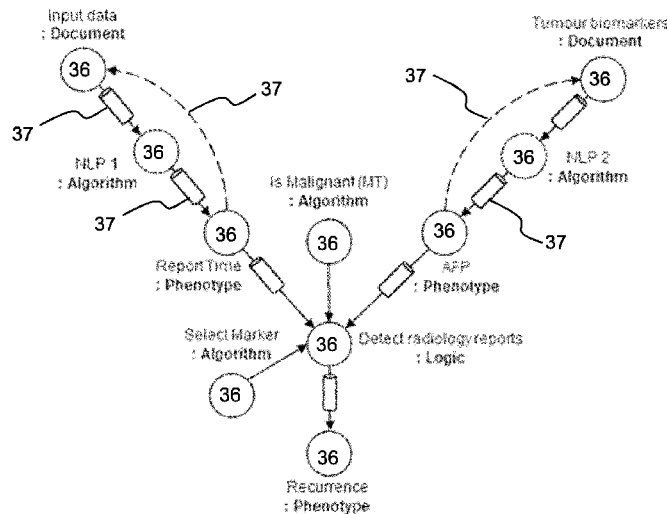 Input data
: Document
Tumour biomarkers
: Document
36
36
37
37
37
36
36
NLP 1
: Algorithm
NLP 2
: Algorithm
Is Malignant (MT)
: Algorithm
37
37
36
36
36
Report Time
: Phenotype
AFP
: Phenotype
Select Marker
: Algorithm
36
Detect radiology reports
: Logic
36
36
Recurrence
: Phenotype